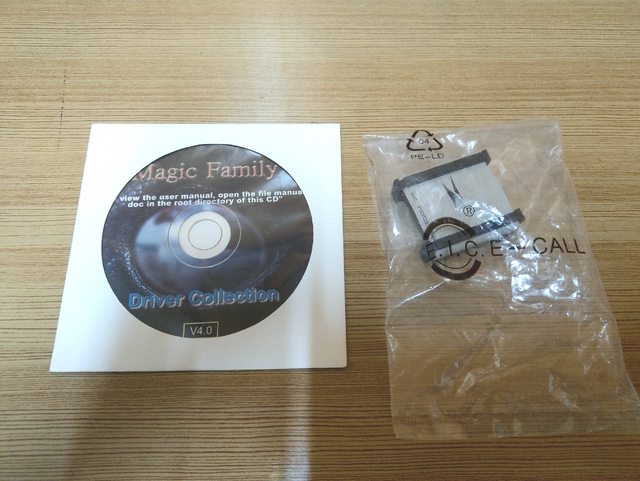 Magic Family
view the user manual, open the file manua
doc in the root directory of this CD"
Driver Collection
V4.0
04
PE-LD
®
E.I.C.E CALL